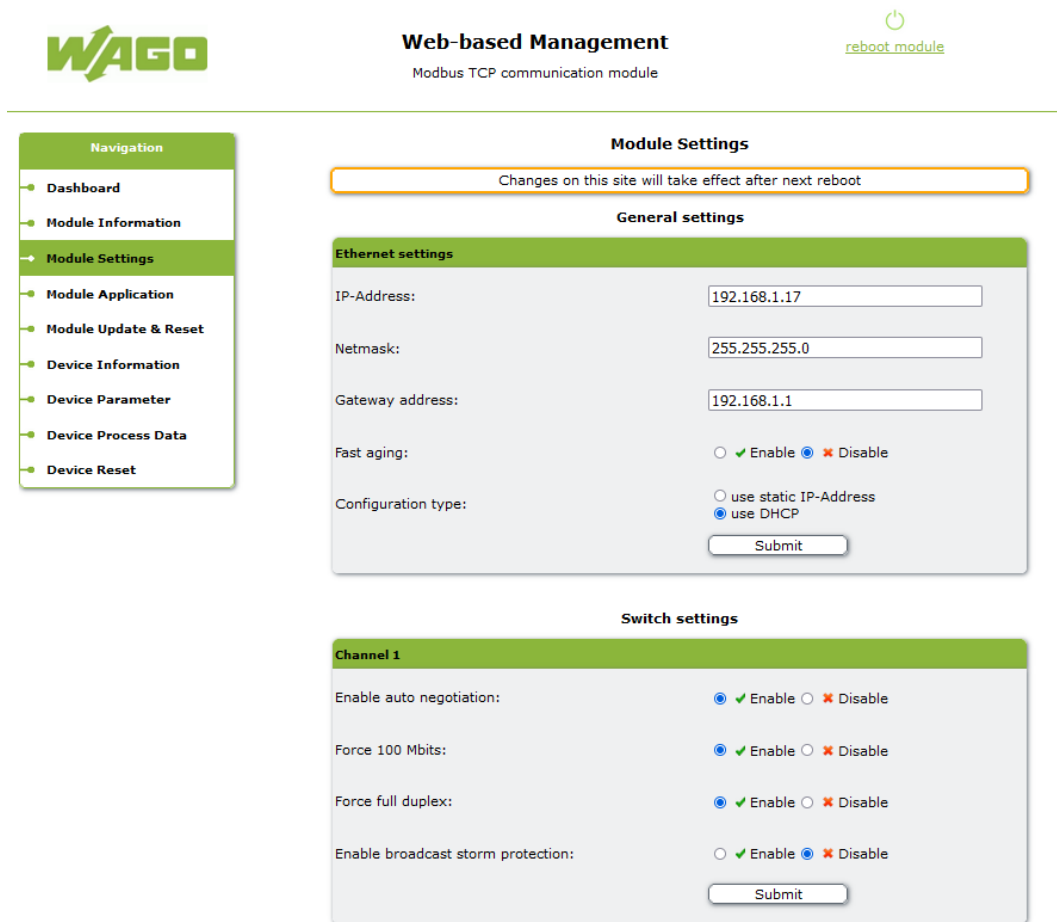 WAGO
Web-based Management
Modbus TCP communication module
reboot module
Navigation
Dashboard
Module Information
Module Settings
Module Application
Module Update & Reset
Device Information
Device Parameter
Device Process Data
Device Reset
Module Settings
Changes on this site will take effect after next reboot
General settings
Ethernet settings
IP-Address: 192.168.1.17
Netmask: 255.255.255.0
Gateway address: 192.168.1.1
Fast aging: Enable Disable
Configuration type: use static IP-Address
use DHCP
Submit
Switch settings
Channel 1
Enable auto negotiation: Enable Disable
Force 100 Mbits: Enable Disable
Force full duplex: Enable Disable
Enable broadcast storm protection: Enable Disable
Submit